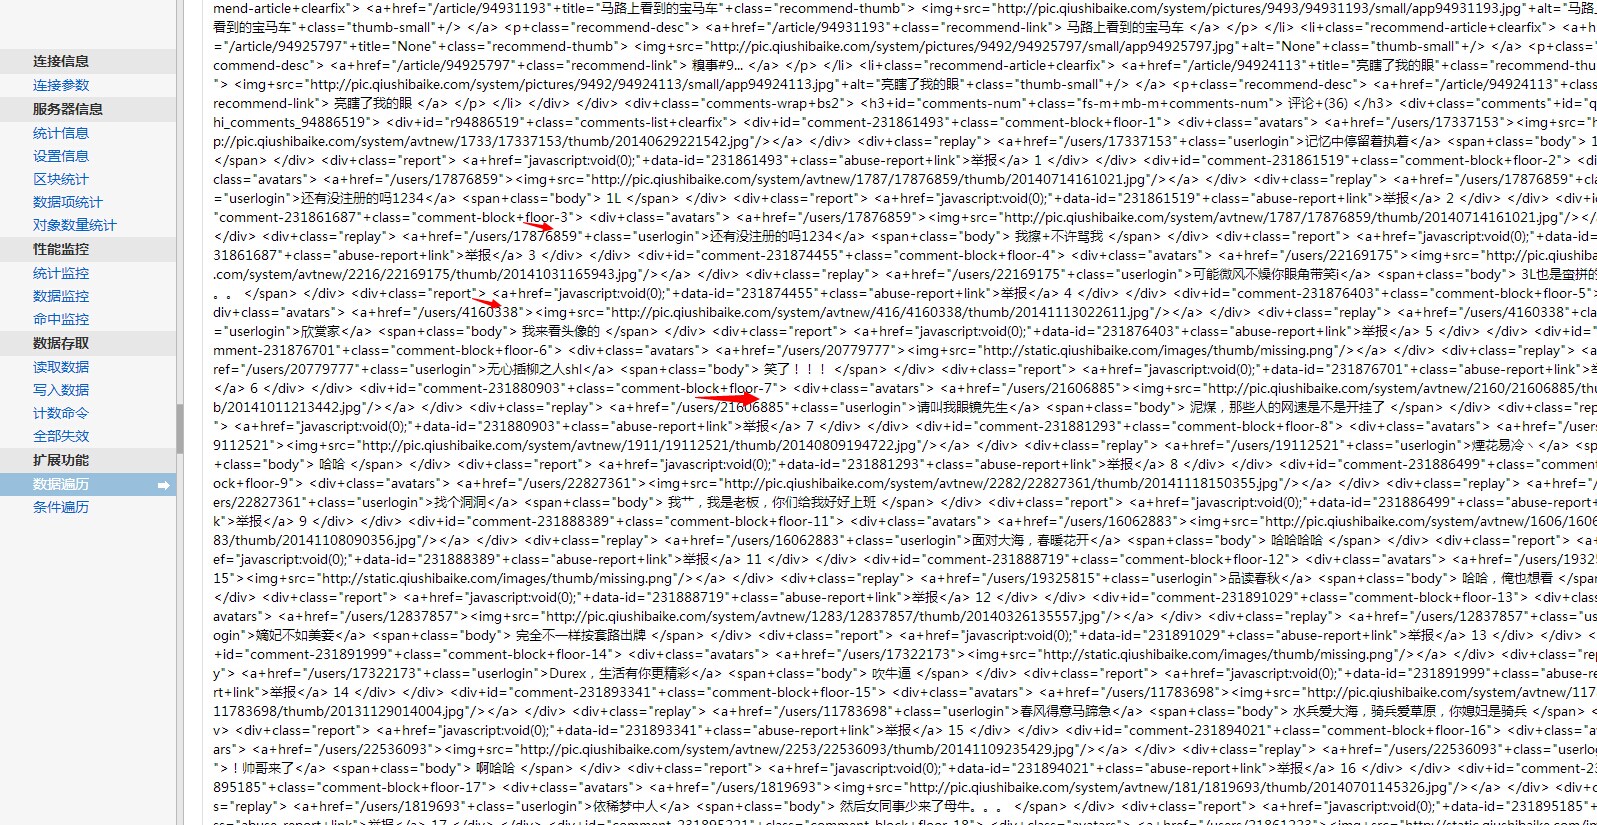 连接信息
连接参数
服务器信息
统计信息
设置信息
区块统计
数据项统计
对象数量统计
性能监控
统计监控
数据监控
命中监控
数据存取
读取数据
写入数据
计数命令
全部失效
扩展功能
数据遍历
条件遍历
mend-article+clearfix"> <a+href="/article/94931193"+title="马路上看到的宝马车"+class="recommend-thumb"> <img+src="http://pic.qiushibaike.com/system/pictures/9493/94931193/small/app94931193.jpg"+alt="马路上
看到的宝马车"+class="thumb-small"+/> </a> <p+class="recommend-desc"> <a+href="/article/94931193"+class="recommend-link"> 马路上看到的宝马车 </a> </p> </li> <li+class="recommend-article+clearfix"> <a+h
="/article/94925797"+title="None"+class="recommend-thumb"> <img+src="http://pic.qiushibaike.com/system/pictures/9492/94925797/small/app94925797.jpg"+alt="None"+class="thumb-small"+/> </a> <p+class=
commend-desc"> <a+href="/article/94925797"+class="recommend-link"> 糗事#9... </a> </p> </li> <li+class="recommend-article+clearfix"> <a+href="/article/94924113"+title="亮瞎了我的眼"+class="recommend-thu
"> <img+src="http://pic.qiushibaike.com/system/pictures/9492/94924113/small/app94924113.jpg"+alt="亮瞎了我的眼"+class="thumb-small"+/> </a> <p+class="recommend-desc"> <a+href="/article/94924113"+class=
recommend-link"> 亮瞎了我的眼 </a> </p> </li> </div> </div> <div+class="comments-wrap+bs2"> <h3+id="comments-num"+class="fs-m+mb-m+comments-num"> 评论+(36) </h3> <div+class="comments"+id="q
hi_comments_94886519"> <div+id="r94886519"+class="comments-list+clearfix"> <div+id="comment-231861493"+class="comment-block+floor-1"> <div+class="avatars"> <a+href="/users/17337153"><img+src="h
p://pic.qiushibaike.com/system/avtnew/1733/17337153/thumb/20140629221542.jpg"/></a> </div> <div+class="replay"> <a+href="/users/17337153"+class="userlogin">记忆中停留着执着</a> <span+class="body"> 1
</span> </div> <div+class="report"> <a+href="javascript:void(0);"+data-id="231861493"+class="abuse-report+link">举报</a> 1 </div> </div> <div+id="comment-231861519"+class="comment-block+floor-2"> <di
class="avatars"> <a+href="/users/17876859"><img+src="http://pic.qiushibaike.com/system/avtnew/1787/17876859/thumb/20140714161021.jpg"/></a> </div> <div+class="replay"> <a+href="/users/17876859"+c
="userlogin">还有没注册的吗1234</a> <span+class="body"> 1L </span> </div> <div+class="report"> <a+href="javascript:void(0);"+data-id="231861519"+class="abuse-report+link">举报</a> 2 </div> </div> <di
"comment-231861687"+class="comment-block+floor-3"> <div+class="avatars"> <a+href="/users/17876859"><img+src="http://pic.qiushibaike.com/system/avtnew/1787/17876859/thumb/20140714161021.jpg"/></
</div> <div+class="replay"> <a+href="/users/17876859"+class="userlogin">还有没注册的吗1234</a> <span+class="body"> 我擦+不许骂我 </span> </div> <div+class="report"> <a+href="javascript:void(0);"+data-id=
31861687"+class="abuse-report+link">举报</a> 3 </div> </div> <div+id="comment-231874455"+class="comment-block+floor-4"> <div+class="avatars"> <a+href="/users/22169175"><img+src="http://pic.qiushib
.com/system/avtnew/2216/22169175/thumb/20141031165943.jpg"/></a> </div> <div+class="replay"> <a+href="/users/22169175"+class="userlogin">可能微风不燥你眼角带笑i</a> <span+class="body"> 3L也是蛮拼的
。。 </span> </div> <div+class="report"> <a+href="javascript:void(0);"+data-id="231874455"+class="abuse-report+link">举报</a> 4 </div> </div> <div+id="comment-231876403"+class="comment-block+floor-5">
div+class="avatars"> <a+href="/users/4160338"><img+src="http://pic.qiushibaike.com/system/avtnew/416/4160338/thumb/20141113022611.jpg"/></a> </div> <div+class="replay"> <a+href="/users/4160338"+cl
="userlogin">欣赏家</a> <span+class="body"> 我来看头像的 </span> </div> <div+class="report"> <a+href="javascript:void(0);"+data-id="231876403"+class="abuse-report+link">举报</a> 5 </div> </div> <div+id=
mment-231876701"+class="comment-block+floor-6"> <div+class="avatars"> <a+href="/users/20779777"><img+src="http://static.qiushibaike.com/images/thumb/missing.png"/></a> </div> <div+class="replay"> <a
ref="/users/20779777"+class="userlogin">无心插柳之人shl</a> <span+class="body"> 笑了！！！ </span> </div> <div+class="report"> <a+href="javascript:void(0);"+data-id="231876701"+class="abuse-report+link">举
</a> 6 </div> </div> <div+id="comment-231880903"+class="comment-block+floor-7"> <div+class="avatars"> <a+href="/users/21606885"><img+src="http://pic.qiushibaike.com/system/avtnew/2160/21606885/thu
b/20141011213442.jpg"/></a> </div> <div+class="replay"> <a+href="/users/21606885"+class="userlogin">请叫我眼镜先生</a> <span+class="body"> 泥煤，那些人的网速是不是开挂了 </span> </div> <div+class="report
"> <a+href="javascript:void(0);"+data-id="231880903"+class="abuse-report+link">举报</a> 7 </div> </div> <div+id="comment-231881293"+class="comment-block+floor-8"> <div+class="avatars"> <a+href="/users
9112521"><img+src="http://pic.qiushibaike.com/system/avtnew/1911/19112521/thumb/20140809194722.jpg"/></a> </div> <div+class="replay"> <a+href="/users/19112521"+class="userlogin">煙花易冷丶</a> <sp
+class="body"> 哈哈 </span> </div> <div+class="report"> <a+href="javascript:void(0);"+data-id="231881293"+class="abuse-report+link">举报</a> 8 </div> </div> <div+id="comment-231886499"+class="comme
ock+floor-9"> <div+class="avatars"> <a+href="/users/22827361"><img+src="http://pic.qiushibaike.com/system/avtnew/2282/22827361/thumb/20141118150355.jpg"/></a> </div> <div+class="replay"> <a+href=
ers/22827361"+class="userlogin">找个洞洞</a> <span+class="body"> 我艹，我是老板，你们给我好好上班 </span> </div> <div+class="report"> <a+href="javascript:void(0);"+data-id="231886499"+class="abuse-report+
k">举报</a> 9 </div> </div> <div+id="comment-231888389"+class="comment-block+floor-11"> <div+class="avatars"> <a+href="/users/16062883"><img+src="http://pic.qiushibaike.com/system/avtnew/1606/1606
83/thumb/20141108090356.jpg"/></a> </div> <div+class="replay"> <a+href="/users/16062883"+class="userlogin">面对大海，春暖花开</a> <span+class="body"> 哈哈哈哈 </span> </div> <div+class="report"> <a+
ef="javascript:void(0);"+data-id="231888389"+class="abuse-report+link">举报</a> 11 </div> </div> <div+id="comment-231888719"+class="comment-block+floor-12"> <div+class="avatars"> <a+href="/users/1932
15"><img+src="http://static.qiushibaike.com/images/thumb/missing.png"/></a> </div> <div+class="replay"> <a+href="/users/19325815"+class="userlogin">品读春秋</a> <span+class="body"> 哈哈，俺也想看 </spa
</div> <div+class="report"> <a+href="javascript:void(0);"+data-id="231888719"+class="abuse-report+link">举报</a> 12 </div> </div> <div+id="comment-231891029"+class="comment-block+floor-13"> <div+class=
avatars"> <a+href="/users/12837857"><img+src="http://pic.qiushibaike.com/system/avtnew/1283/12837857/thumb/20140326135557.jpg"/></a> </div> <div+class="replay"> <a+href="/users/12837857"+class="u
ogin">嫡妃不如美妾</a> <span+class="body"> 完全不一样按套路出牌 </span> </div> <div+class="report"> <a+href="javascript:void(0);"+data-id="231891029"+class="abuse-report+link">举报</a> 13 </div> </div> <
+id="comment-231891999"+class="comment-block+floor-14"> <div+class="avatars"> <a+href="/users/17322173"><img+src="http://static.qiushibaike.com/images/thumb/missing.png"/></a> </div> <div+class="rep
y"> <a+href="/users/17322173"+class="userlogin">Durex，生活有你更精彩</a> <span+class="body"> 吹牛逼 </span> </div> <div+class="report"> <a+href="javascript:void(0);"+data-id="231891999"+class="abuse-re
rt+link">举报</a> 14 </div> </div> <div+id="comment-231893341"+class="comment-block+floor-15"> <div+class="avatars"> <a+href="/users/11783698"><img+src="http://pic.qiushibaike.com/system/avtnew/117
11783698/thumb/20131129014004.jpg"/></a> </div> <div+class="replay"> <a+href="/users/11783698"+class="userlogin">春风得意马蹄急</a> <span+class="body"> 水兵爱大海，骑兵爱草原，你媳妇是骑兵 </span> </
v> <div+class="report"> <a+href="javascript:void(0);"+data-id="231893341"+class="abuse-report+link">举报</a> 15 </div> </div> <div+id="comment-231894021"+class="comment-block+floor-16"> <div+class="a
ars"> <a+href="/users/22536093"><img+src="http://pic.qiushibaike.com/system/avtnew/2253/22536093/thumb/20141109235429.jpg"/></a> </div> <div+class="replay"> <a+href="/users/22536093"+class="userlo
">！帅哥来了</a> <span+class="body"> 啊哈哈 </span> </div> <div+class="report"> <a+href="javascript:void(0);"+data-id="231894021"+class="abuse-report+link">举报</a> 16 </div> </div> <div+id="comment-23
895185"+class="comment-block+floor-17"> <div+class="avatars"> <a+href="/users/1819693"><img+src="http://pic.qiushibaike.com/system/avtnew/181/1819693/thumb/20140701145326.jpg"/></a> </div> <div+cl
s="replay"> <a+href="/users/1819693"+class="userlogin">依稀梦中人</a> <span+class="body"> 然后女同事少来了母牛。。。 </span> </div> <div+class="report"> <a+href="javascript:void(0);"+data-id="231895185"+